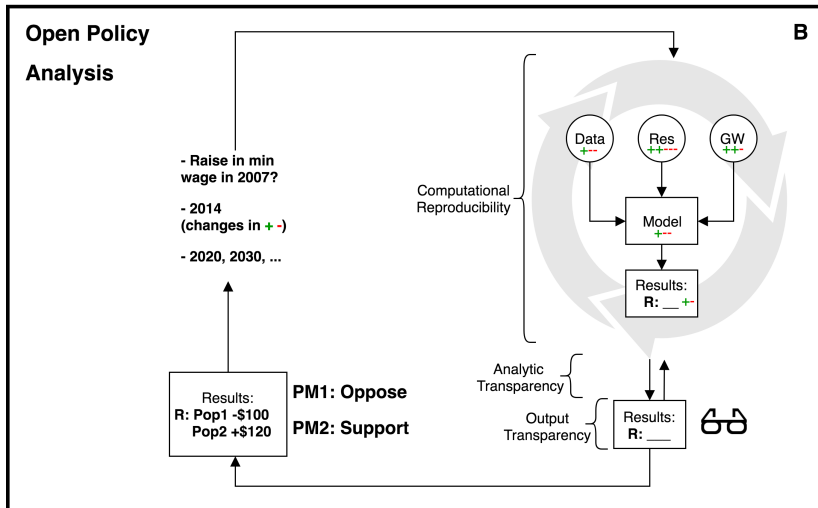 Open Policy
Analysis
B
- Raise in min
wage in 2007?
- 2014
(changes in + -)
- 2020, 2030, ...
Computational
Reproducibility
Data
+--
Res
++---
GW
++-
Model
+--
Results:
R: __ +-
Analytic
Transparency
Output
Transparency
Results:
R: ___
Results:
R: Pop1 -$100
Pop2 +$120
PM1: Oppose
PM2: Support